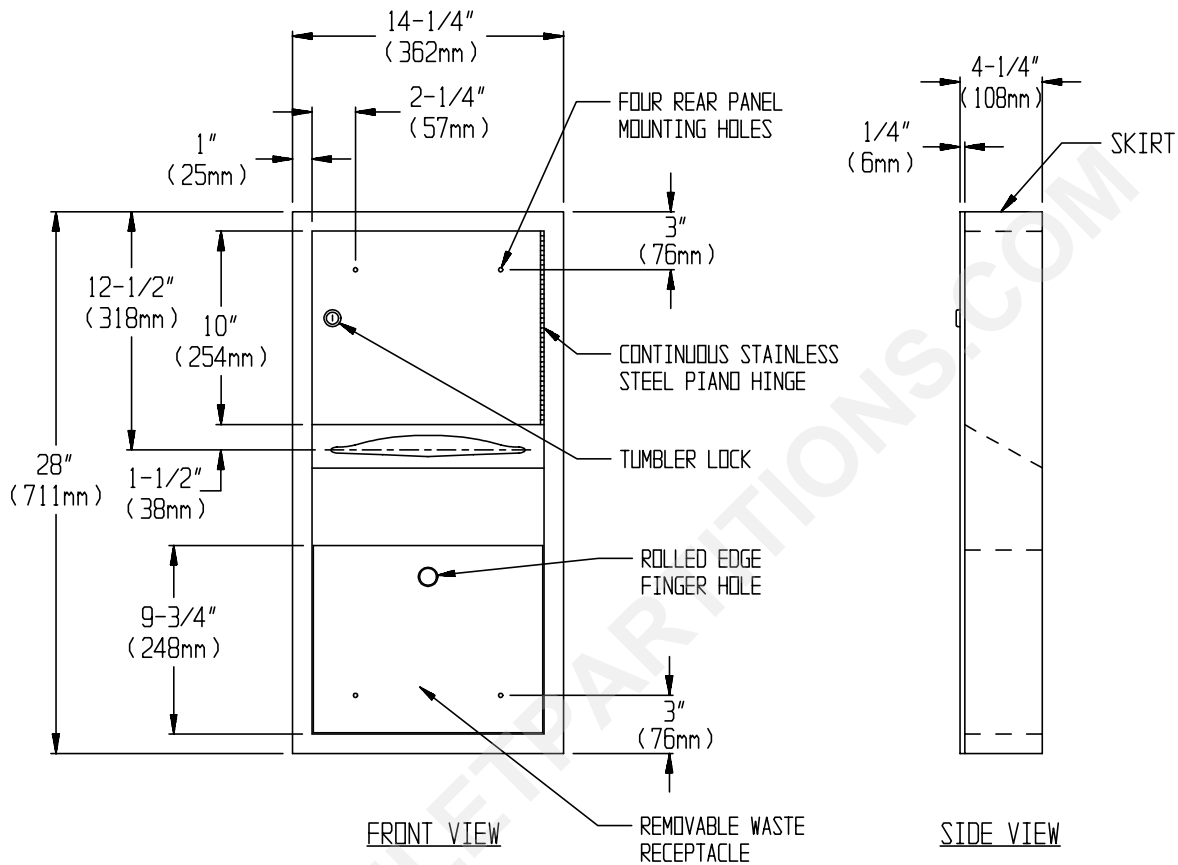 14-1/4"
(362mm)
2-1/4"
(57mm)
1"
(25mm)
FOUR REAR PANEL
MOUNTING HOLES
4-1/4"
(108mm)
1/4"
(6mm)
SKIRT
3"
(76mm)
12-1/2"
(318mm)
10"
(254mm)
CONTINUOUS STAINLESS
STEEL PIANO HINGE
28"
(711mm)
1-1/2"
(38mm)
TUMBLER LOCK
ROLLED EDGE
FINGER HOLE
9-3/4"
(248mm)
3"
(76mm)
FRONT VIEW
REMOVABLE WASTE
RECEPTACLE
SIDE VIEW
LETPARTITIONS.COM